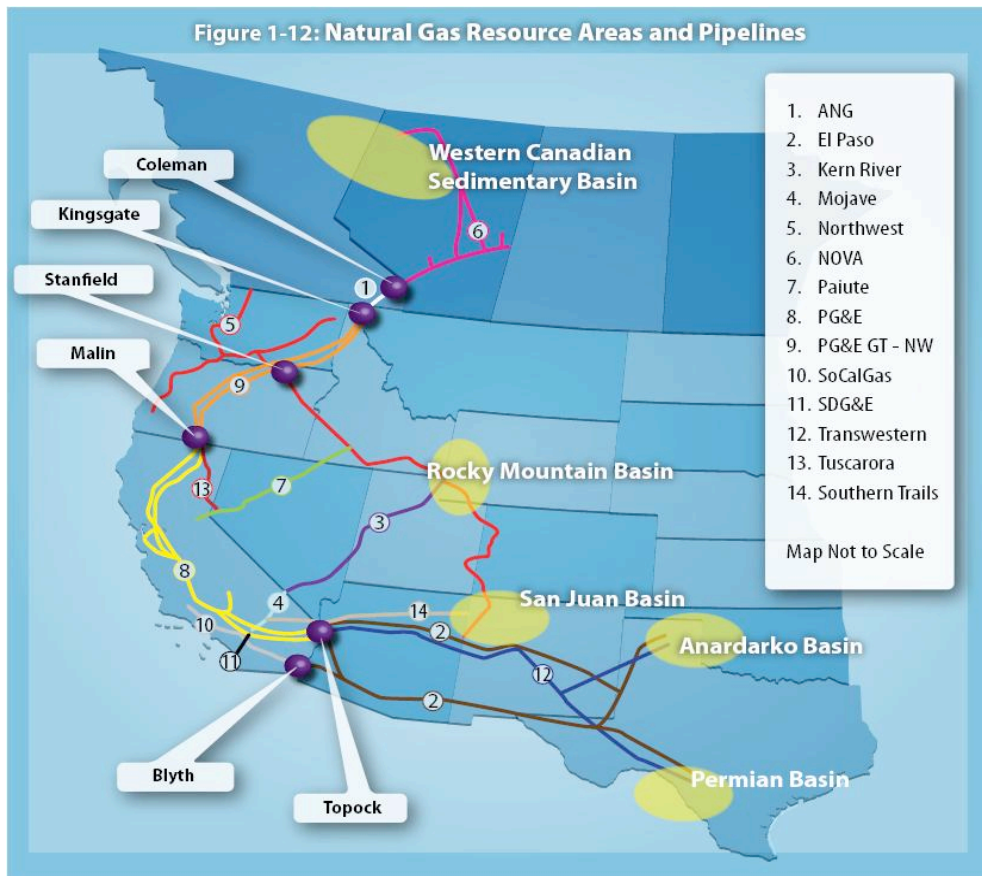 Figure 1-12: Natural Gas Resource Areas and Pipelines
1. ANG
2. El Paso
3. Kern River
4. Mojave
5. Northwest
6. NOVA
7. Paiute
8. PG&E
9. PG&E GT – NW
10. SoCalGas
11. SDG&E
12. Transwestern
13. Tuscarora
14. Southern Trails
Map Not to Scale
Coleman
Kingsgate
Stanfield
Malin
Western Canadian
Sedimentary Basin
6
1
5
9
Rocky Mountain Basin
13
7
3
8
4
San Juan Basin
14
10
2
Anardarko Basin
11
12
2
Blyth
Topock
Permian Basin